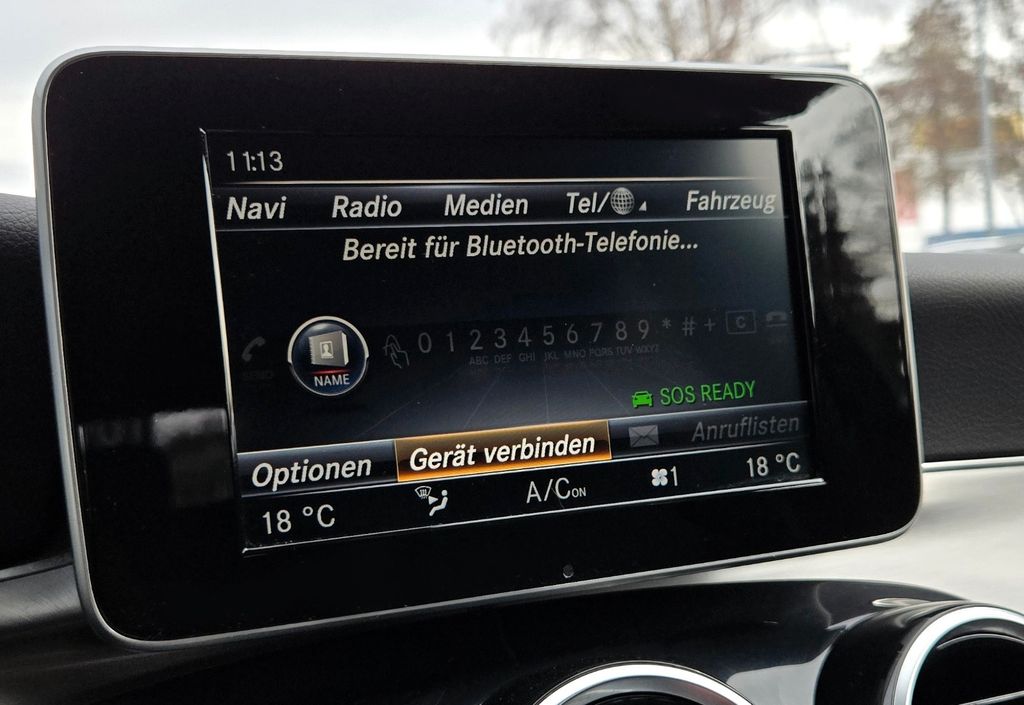 11:13
Navi Radio Medien Tel/ Fahrzeug
Bereit für Bluetooth-Telefonie...
0 1 2 3 4 5 6 7 8 9 * # + C
ABC DEF GHI JKL MNO PQRS TUV WXYZ
NAME
SOS READY
Optionen Gerät verbinden Anruflisten
18 °C A/C ON 1 18 °C